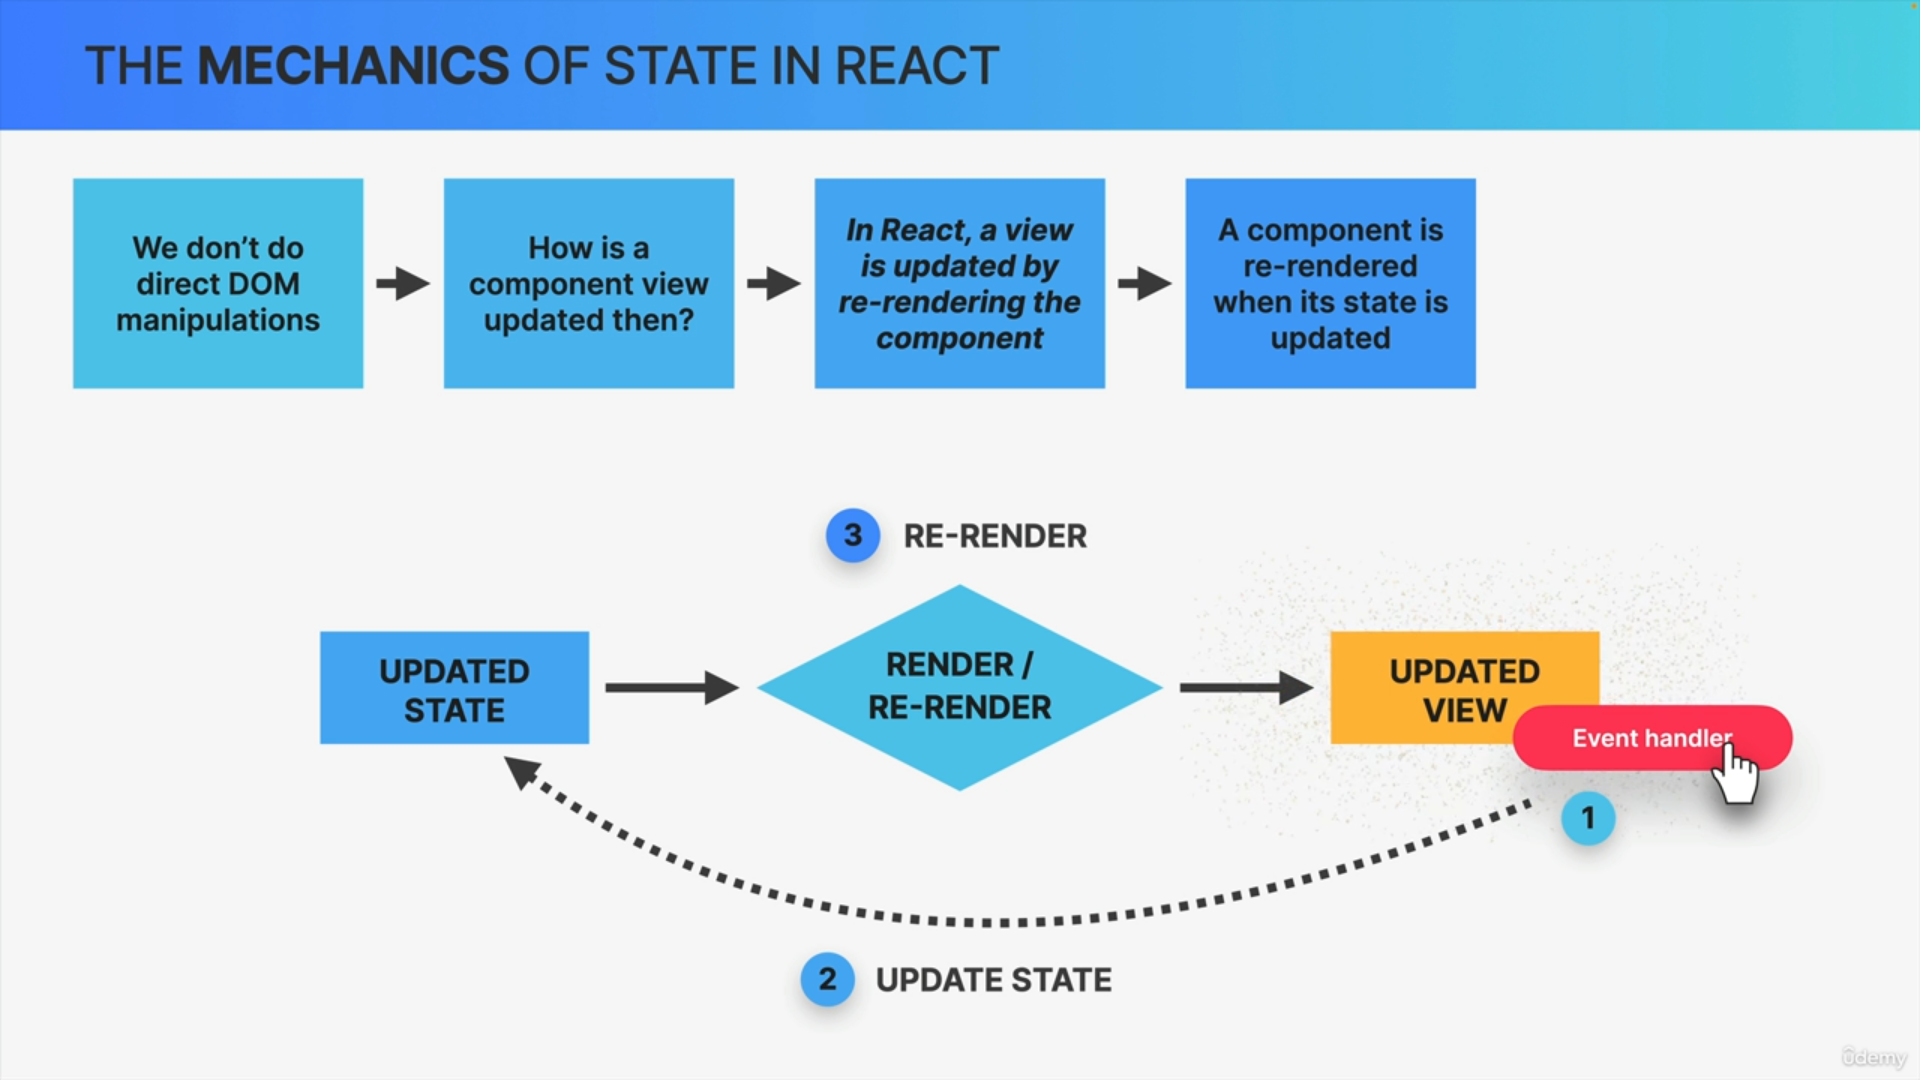 THE MECHANICS OF STATE IN REACT
We don’t do
direct DOM
manipulations
How is a
component view
updated then?
In React, a view
is updated by
re-rendering the
component
A component is
re-rendered
when its state is
updated
3 RE-RENDER
UPDATED
STATE
RENDER /
RE-RENDER
UPDATED
VIEW
Event handler
1
2 UPDATE STATE
ûdemy